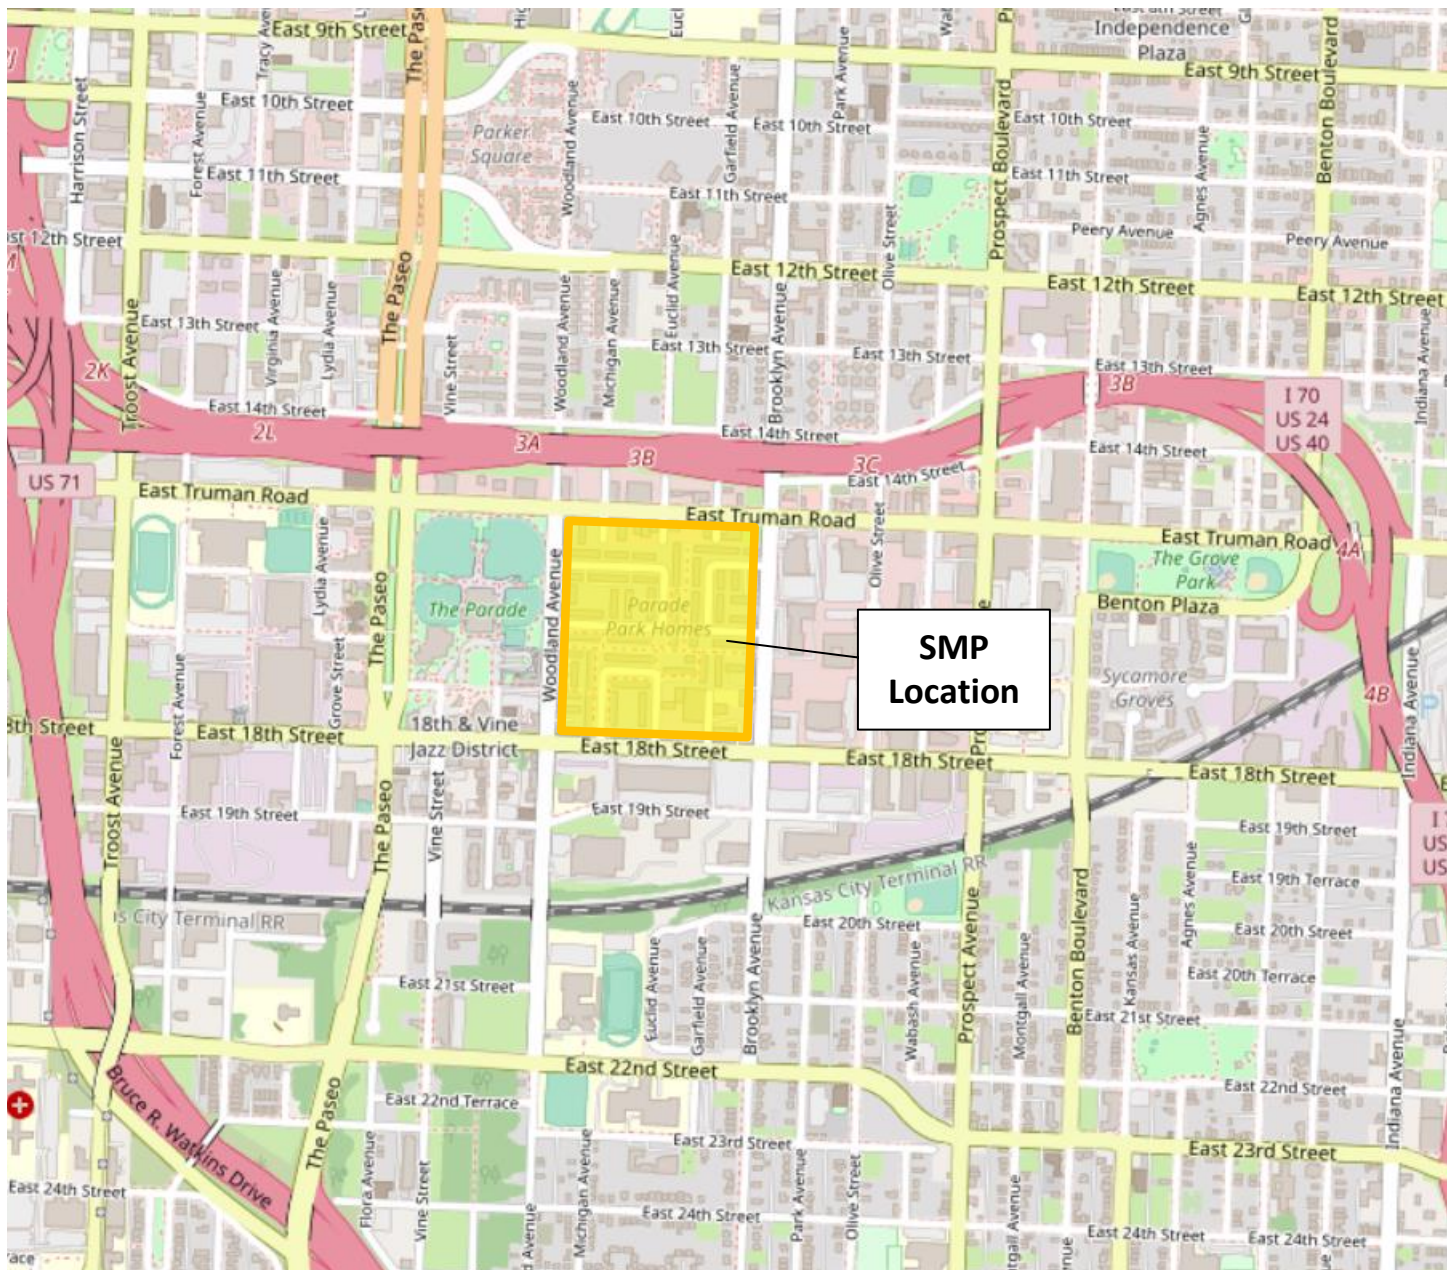 East 9th Street
The Pase
Independence
Plaza
East 9th Street
Benton Boulevard
Harrison Street
Forest Avenue
East 10th Street
Parker
Square
Woodland Avenue
East 10th Street
Garfield Avenue
East 10th Street
Park Avenue
Prospect Boulevard
East 10th Street
Agnes Avenue
East 11th Street
East 11th Street
East 11th Street
Peery Avenue
Peery Avenue
st 12th Street
East 12th Street
East 12th Street
East 12th Street
Olive Street
The Paseo
Troost Avenue
East 13th Street
Virginia Avenue
Lydia Avenue
Vine Street
Woodland Avenue
Michigan Avenue
Euclid Avenue
East 13th Street
Brooklyn Avenue
East 13th Street
East 13th Street
Indiana Avenue
2K
East 14th Street
2L
3A
3B
3C
3B
East 14th Street
East 14th Street
East 14th Street
I 70
US 24
US 40
US 71
East Truman Road
East Truman Road
East Truman Road
4A
The Grove
Park
Benton Plaza
Lydia Avenue
The Paseo
The Parade
Woodland Avenue
Parade
Park Homes
Olive Street
SMP
Location
Sycamore
Groves
4B
Indiana Avenue
Forest Avenue
Grove Street
8th Street
East 18th Street
18th & Vine
Jazz District
East 18th Street
East 18th Street
East 18th Street
Troost Avenue
East 19th Street
The Paseo
Vine Street
East 19th Street
East 19th Street
I
US
US
East 19th Terrace
Kansas City Terminal RR
s City Terminal RR
East 20th Street
East 20th Street
East 20th Terrace
Prospect Avenue
Benton Boulevard
Kansas Avenue
Agnes Avenue
East 21st Street
Euclid Avenue
Garfield Avenue
Brooklyn Avenue
Wabash Avenue
Montgall Avenue
East 21st Street
Indiana Avenue
East 22nd Street
East 22nd Street
Bruce R. Watkins Drive
The Paseo
East 22nd Terrace
East 23rd Street
East 23rd Street
East 24th Street
Flora Avenue
Vine Street
Michigan Avenue
East 24th Street
Park Avenue
Olive Street
East 24th Street
East 24th Street